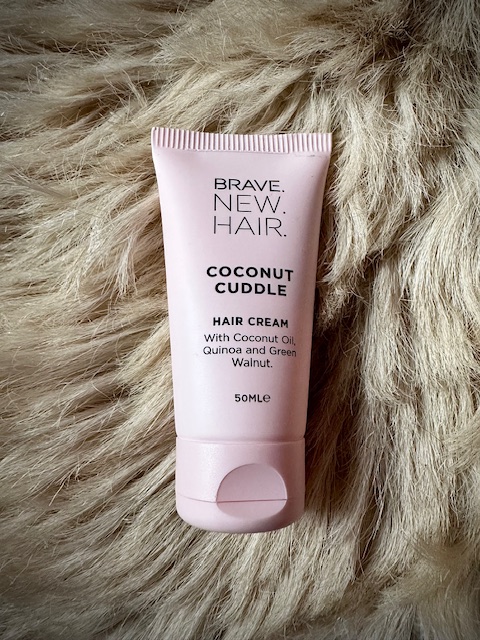 BRAVE.
NEW.
HAIR.
COCONUT
CUDDLE
HAIR CREAM
With Coconut Oil,
Quinoa and Green
Walnut.
50ML℮